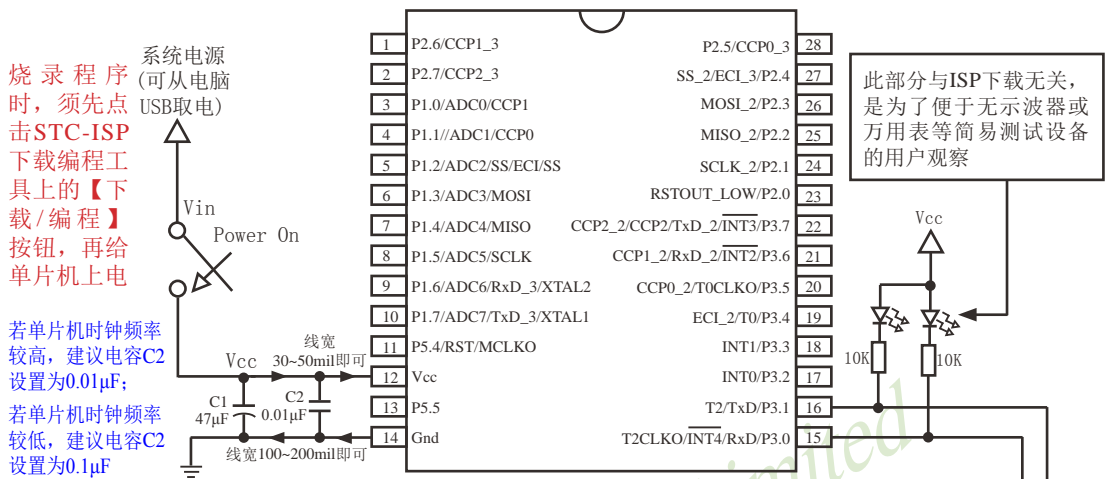 烧录程序
时，须先点
击STC-ISP
下载编程工
具上的【下
载/编程】
按钮，再给
单片机上电
若单片机时钟频率
较高，建议电容C2
设置为0.01μF；
若单片机时钟频率
较低，建议电容C2
设置为0.1μF
系统电源
(可从电脑
USB取电)
Vin
Power On
Vcc
线宽
30~50mil即可
C1
47μF
C2
0.01μF
线宽100~200mil即可
1 P2.6/CCP1_3
2 P2.7/CCP2_3
3 P1.0/ADC0/CCP1
4 P1.1//ADC1/CCP0
5 P1.2/ADC2/SS/ECI/SS
6 P1.3/ADC3/MOSI
7 P1.4/ADC4/MISO
8 P1.5/ADC5/SCLK
9 P1.6/ADC6/RxD_3/XTAL2
10 P1.7/ADC7/TxD_3/XTAL1
11 P5.4/RST/MCLKO
12 Vcc
13 P5.5
14 Gnd
P2.5/CCP0_3 28
SS_2/ECI_3/P2.4 27
MOSI_2/P2.3 26
MISO_2/P2.2 25
SCLK_2/P2.1 24
RSTOUT_LOW/P2.0 23
CCP2_2/CCP2/TxD_2/INT3/P3.7 22
CCP1_2/RxD_2/INT2/P3.6 21
CCP0_2/T0CLKO/P3.5 20
ECI_2/T0/P3.4 19
INT1/P3.3 18
INT0/P3.2 17
T2/TxD/P3.1 16
T2CLKO/INT4/RxD/P3.0 15
此部分与ISP下载无关，
是为了便于无示波器或
万用表等简易测试设备
的用户观察
Vcc
10K
10K
imited